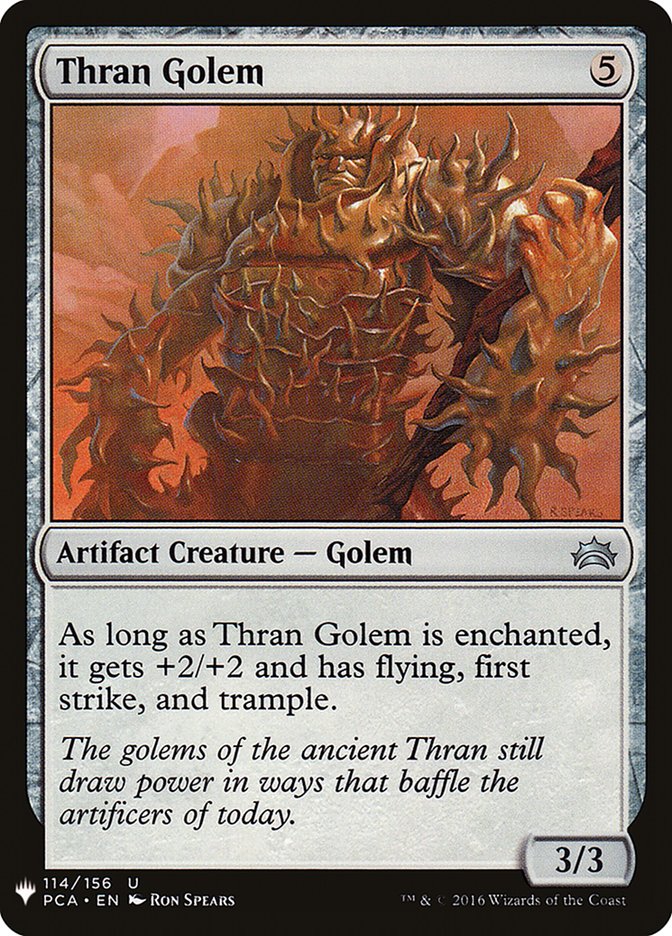 Thran Golem 5
R. SPEARS
Artifact Creature — Golem
As long as Thran Golem is enchanted,
it gets +2/+2 and has flying, first
strike, and trample.
The golems of the ancient Thran still
draw power in ways that baffle the
artificers of today.
3/3
114/156 U
PCA • EN Ron Spears
™ & © 2016 Wizards of the Coast